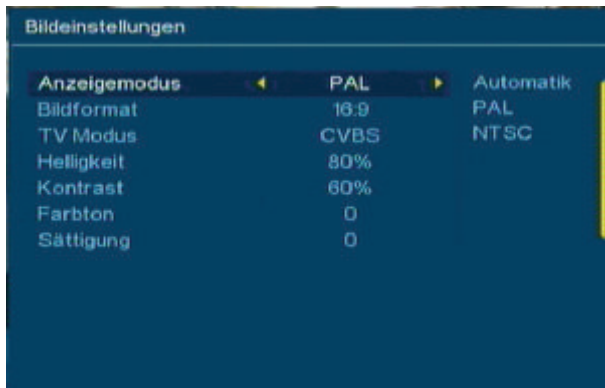 Bildeinstellungen
Anzeigemodus PAL Automatik
Bildformat 16:9 PAL
TV Modus CVBS NTSC
Helligkeit 80%
Kontrast 60%
Farbton 0
Sättigung 0